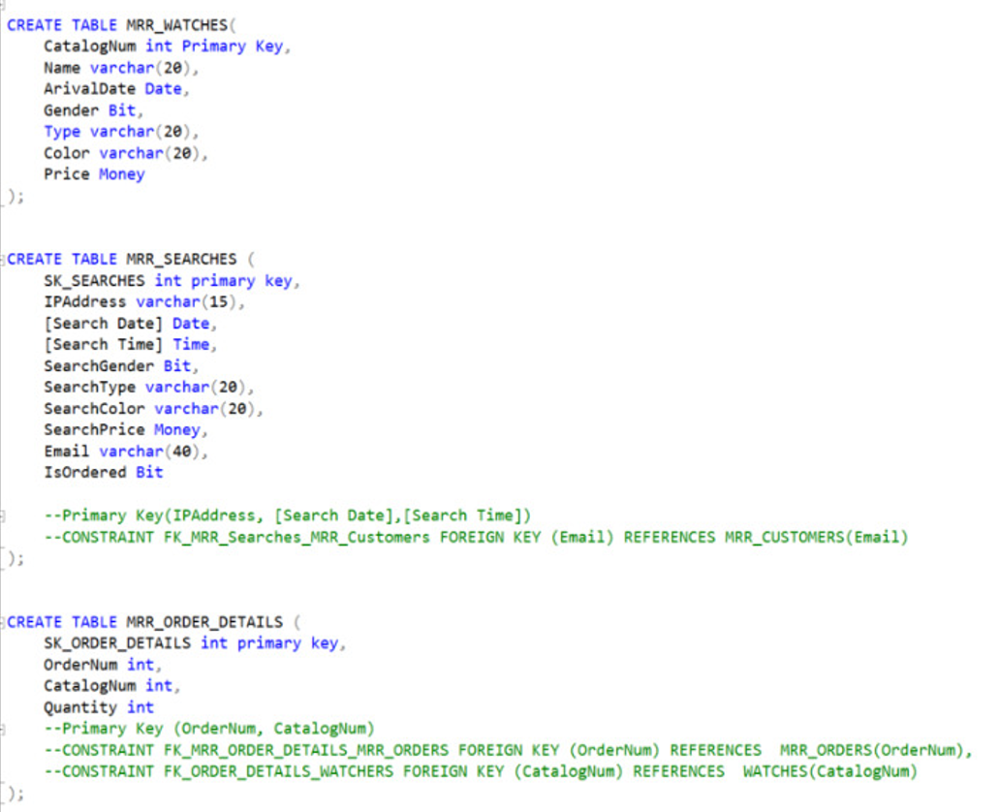 CREATE TABLE MRR_WATCHES(
CatalogNum int Primary Key,
Name varchar(20),
ArivalDate Date,
Gender Bit,
Type varchar(20),
Color varchar(20),
Price Money
);
CREATE TABLE MRR_SEARCHES (
SK_SEARCHES int primary key,
IPAddress varchar(15),
[Search Date] Date,
[Search Time] Time,
SearchGender Bit,
SearchType varchar(20),
SearchColor varchar(20),
SearchPrice Money,
Email varchar(40),
IsOrdered Bit
--Primary Key(IPAddress, [Search Date],[Search Time])
--CONSTRAINT FK_MRR_Searches_MRR_Customers FOREIGN KEY (Email) REFERENCES MRR_CUSTOMERS(Email)
);
CREATE TABLE MRR_ORDER_DETAILS (
SK_ORDER_DETAILS int primary key,
OrderNum int,
CatalogNum int,
Quantity int
--Primary Key (OrderNum, CatalogNum)
--CONSTRAINT FK_MRR_ORDER_DETAILS_MRR_ORDERS FOREIGN KEY (OrderNum) REFERENCES  MRR_ORDERS(OrderNum),
--CONSTRAINT FK_ORDER_DETAILS_WATCHERS FOREIGN KEY (CatalogNum) REFERENCES  WATCHES(CatalogNum)
);